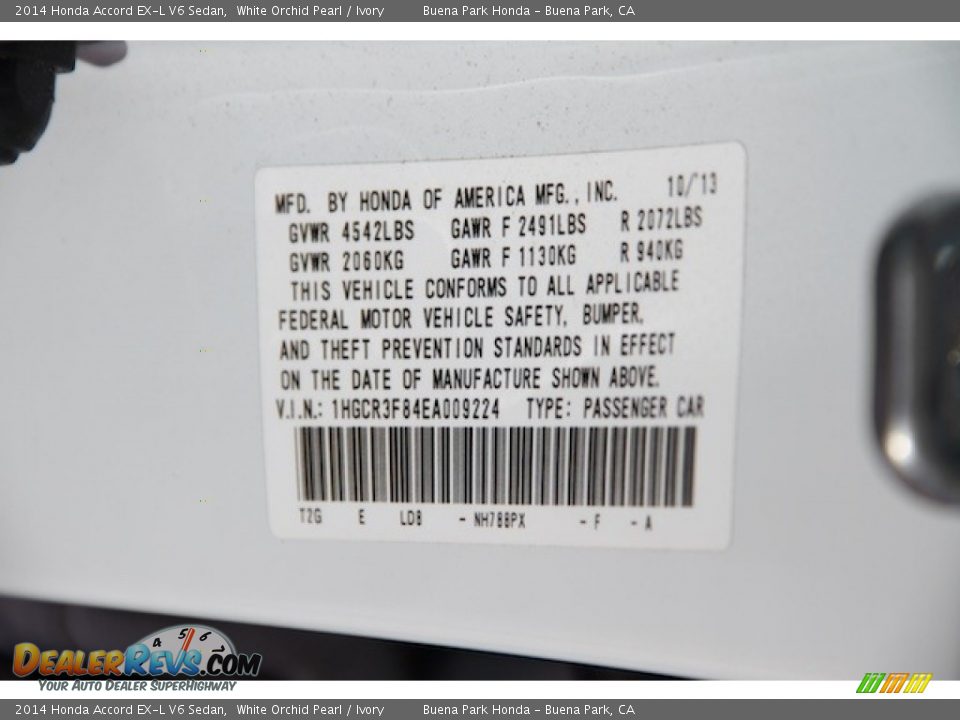 2014 Honda Accord EX-L V6 Sedan, White Orchid Pearl / Ivory Buena Park Honda - Buena Park, CA
MFD. BY HONDA OF AMERICA MFG., INC. 10/'13
GVWR 4542LBS GAWR F 2491LBS R 2072LBS
GVWR 2060KG GAWR F 1130KG R 940KG
THIS VEHICLE CONFORMS TO ALL APPLICABLE
FEDERAL MOTOR VEHICLE SAFETY, BUMPER,
AND THEFT PREVENTION STANDARDS IN EFFECT
ON THE DATE OF MANUFACTURE SHOWN ABOVE.
V.I.N.: 1HGCR3F84EA009224 TYPE: PASSENGER CAR
T2G E LD8 - NH788PX - F - A
4 5 6
DEALERREVS.COM
YOUR AUTO DEALER SUPERHIGHWAY
2014 Honda Accord EX-L V6 Sedan, White Orchid Pearl / Ivory Buena Park Honda - Buena Park, CA